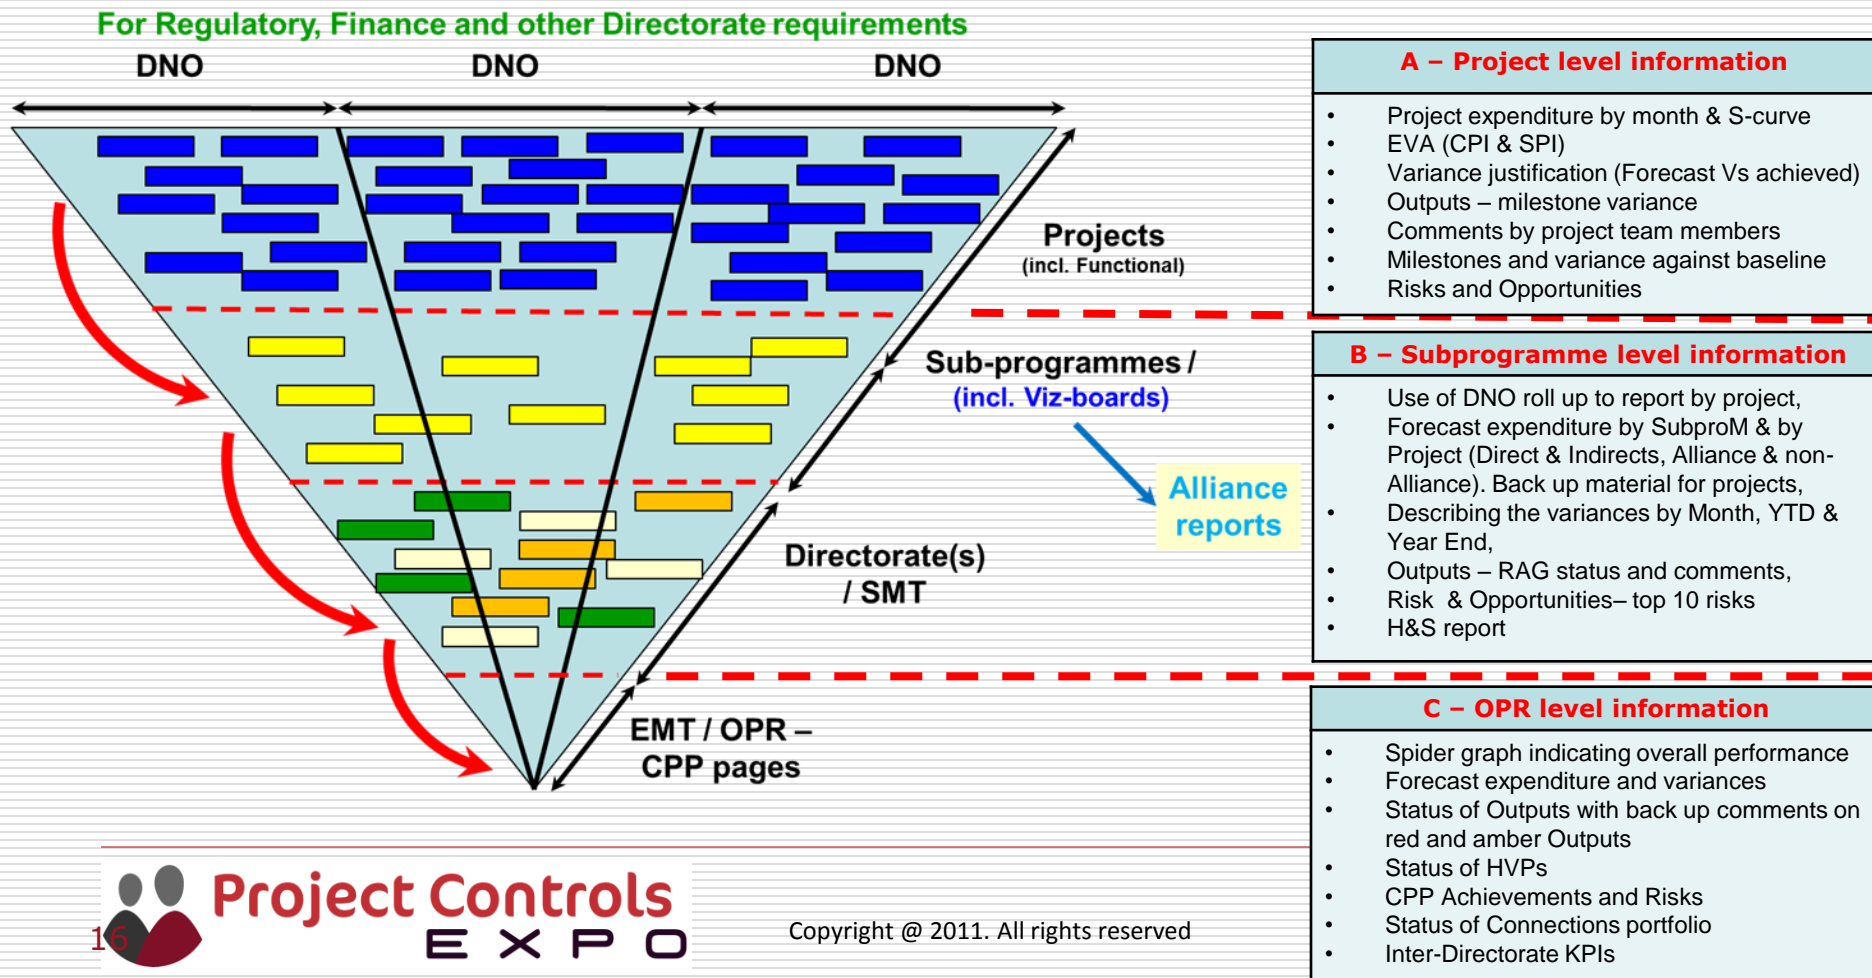 For Regulatory, Finance and other Directorate requirements
DNO
DNO
DNO
Projects
(incl. Functional)
Sub-programmes /
(incl. Viz-boards)
Alliance
reports
Directorate(s)
/ SMT
EMT / OPR –
CPP pages
A – Project level information
• Project expenditure by month & S-curve
• EVA (CPI & SPI)
• Variance justification (Forecast Vs achieved)
• Outputs – milestone variance
• Comments by project team members
• Milestones and variance against baseline
• Risks and Opportunities
B – Subprogramme level information
• Use of DNO roll up to report by project,
• Forecast expenditure by SubproM & by
Project (Direct & Indirects, Alliance & non-
Alliance). Back up material for projects,
• Describing the variances by Month, YTD &
Year End,
• Outputs – RAG status and comments,
• Risk & Opportunities– top 10 risks
• H&S report
C – OPR level information
• Spider graph indicating overall performance
• Forecast expenditure and variances
• Status of Outputs with back up comments on
red and amber Outputs
• Status of HVPs
• CPP Achievements and Risks
• Status of Connections portfolio
• Inter-Directorate KPIs
Project Controls
EXPO
16
Copyright @ 2011. All rights reserved